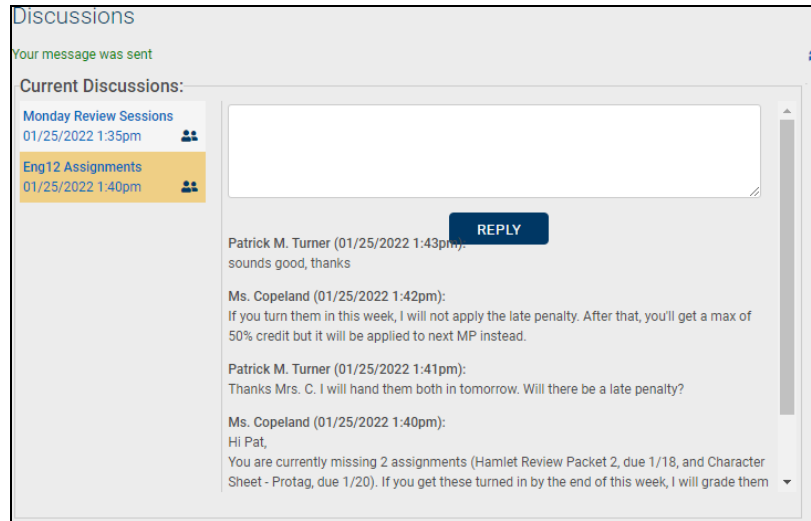 Discussions
Your message was sent
Current Discussions:
Monday Review Sessions
01/25/2022 1:35pm
Eng12 Assignments
01/25/2022 1:40pm
REPLY
Patrick M. Turner (01/25/2022 1:43pm):
sounds good, thanks
Ms. Copeland (01/25/2022 1:42pm):
If you turn them in this week, I will not apply the late penalty. After that, you'll get a max of
50% credit but it will be applied to next MP instead.
Patrick M. Turner (01/25/2022 1:41pm):
Thanks Mrs. C. I will hand them both in tomorrow. Will there be a late penalty?
Ms. Copeland (01/25/2022 1:40pm):
Hi Pat,
You are currently missing 2 assignments (Hamlet Review Packet 2, due 1/18, and Character
Sheet - Protag, due 1/20). If you get these turned in by the end of this week, I will grade them